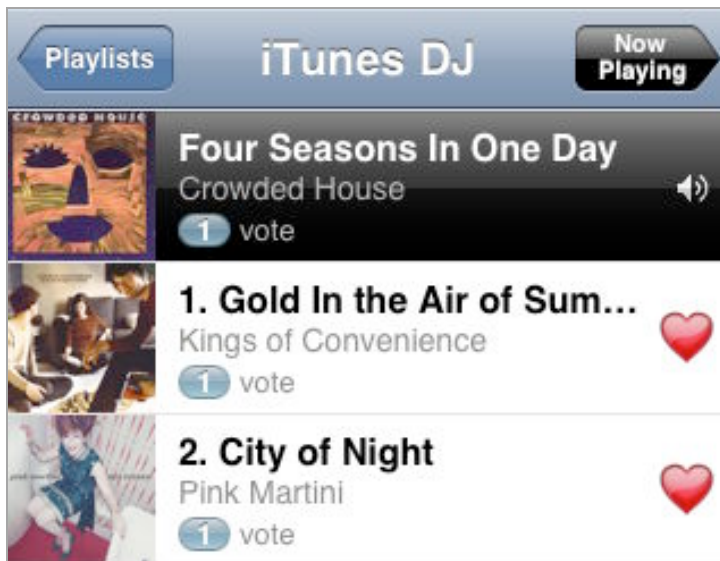 Playlists
iTunes DJ
Now
Playing
CROWDED HOUSE
Four Seasons In One Day
Crowded House
1 vote
1. Gold In the Air of Sum...
Kings of Convenience
1 vote
2. City of Night
Pink Martini
1 vote